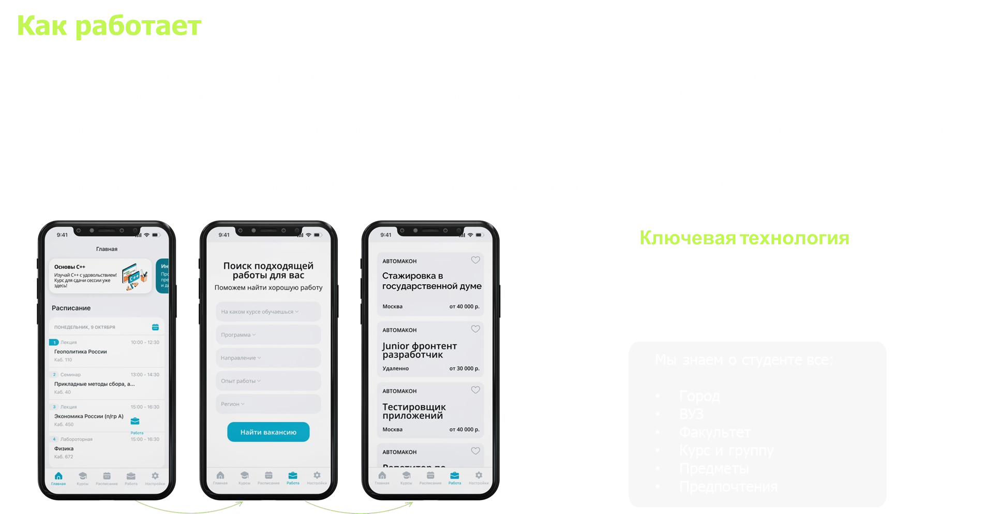 Как работает
9:41
Главная
Основы C++
Изучай C++ с удовольствием!
Курс для сдачи сессии уже
здесь!
Ин
Про
пре
и д
Расписание
ПОНЕДЕЛЬНИК, 9 ОКТЯБРЯ
1 Лекция 10:00 - 12:30
Геополитика России
Каб. 110
2 Семинар 13:00 - 14:30
Прикладные методы сбора, а...
Каб. 40
3 Лекция 15:00 - 16:30
Экономика России (п/гр А)
Каб. 450
Работа
4 Лабороторная 15:00 - 16:30
Физика
Каб. 672
Главная Курсы Расписание Работа Настройки
9:41
Поиск подходящей
работы для вас
Поможем найти хорошую работу
На каком курсе обучаешься
Программа
Направление
Опыт работы
Регион
Найти вакансию
Главная Курсы Расписание Работа Настройки
9:41
АВТОМАКОН
Стажировка в
государственной думе
Москва от 40 000 р.
АВТОМАКОН
Junior фронтент
разработчик
Удаленно от 30 000 р.
АВТОМАКОН
Тестировщик
приложений
Москва от 40 000 р.
АВТОМАКОН
Репетитор по
Главная Курсы Расписание Работа Настройки
Ключевая технология
Мы знаем о студенте все:
• Город
• ВУЗ
• Факультет
• Курс и группу
• Предметы
• Предпочтения